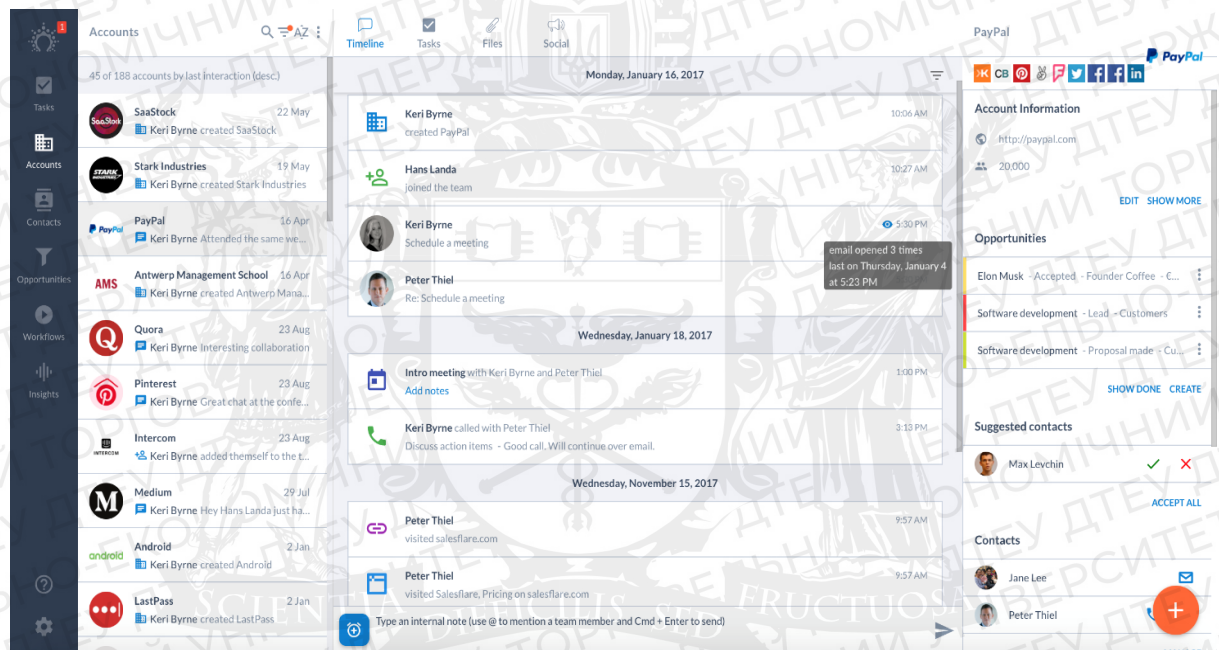 1
Tasks
Accounts
Contacts
Opportunities
Workflows
Insights
Accounts
AZ
45 of 188 accounts by last interaction (desc.)
SaaStock
SaaStock 22 May
Keri Byrne created SaaStock
STARK
INDUSTRIES
Stark Industries 19 May
Keri Byrne created Stark Industries
PayPal
PayPal 16 Apr
Keri Byrne Attended the same we...
AMS
Antwerp Management School 16 Apr
Keri Byrne created Antwerp Mana...
Q
Quora 23 Aug
Keri Byrne Interesting collaboration
Pinterest 23 Aug
Keri Byrne Great chat at the confe...
INTERCOM
Intercom 23 Aug
Keri Byrne added themself to the t...
M
Medium 29 Jul
Keri Byrne Hey Hans Landa just ha...
android
Android 2 Jan
Keri Byrne created Android
LastPass 2 Jan
Keri Byrne created LastPass
Timeline Tasks Files Social
Monday, January 16, 2017
Keri Byrne 10:06 AM
created PayPal
Hans Landa 10:27 AM
joined the team
Keri Byrne 5:30 PM
Schedule a meeting
email opened 3 times
last on Thursday, January 4
at 5:23 PM
Peter Thiel
Re: Schedule a meeting
Wednesday, January 18, 2017
Intro meeting with Keri Byrne and Peter Thiel 1:00 PM
Add notes
Keri Byrne called with Peter Thiel 3:13 PM
Discuss action items - Good call. Will continue over email.
Wednesday, November 15, 2017
Peter Thiel 9:57 AM
visited salesflare.com
Peter Thiel 9:57 AM
visited Salesflare, Pricing on salesflare.com
SCIENTIA
Type an internal note (use @ to mention a team member and Cmd + Enter to send)
PayPal
PayPal
CB
in
Account Information
http://paypal.com
20.000
EDIT SHOW MORE
Opportunities
Elon Musk - Accepted - Founder Coffee - €...
Software development - Lead - Customers
Software development - Proposal made - Cu...
SHOW DONE CREATE
Suggested contacts
Max Levchin
ACCEPT ALL
Contacts
Jane Lee
Peter Thiel